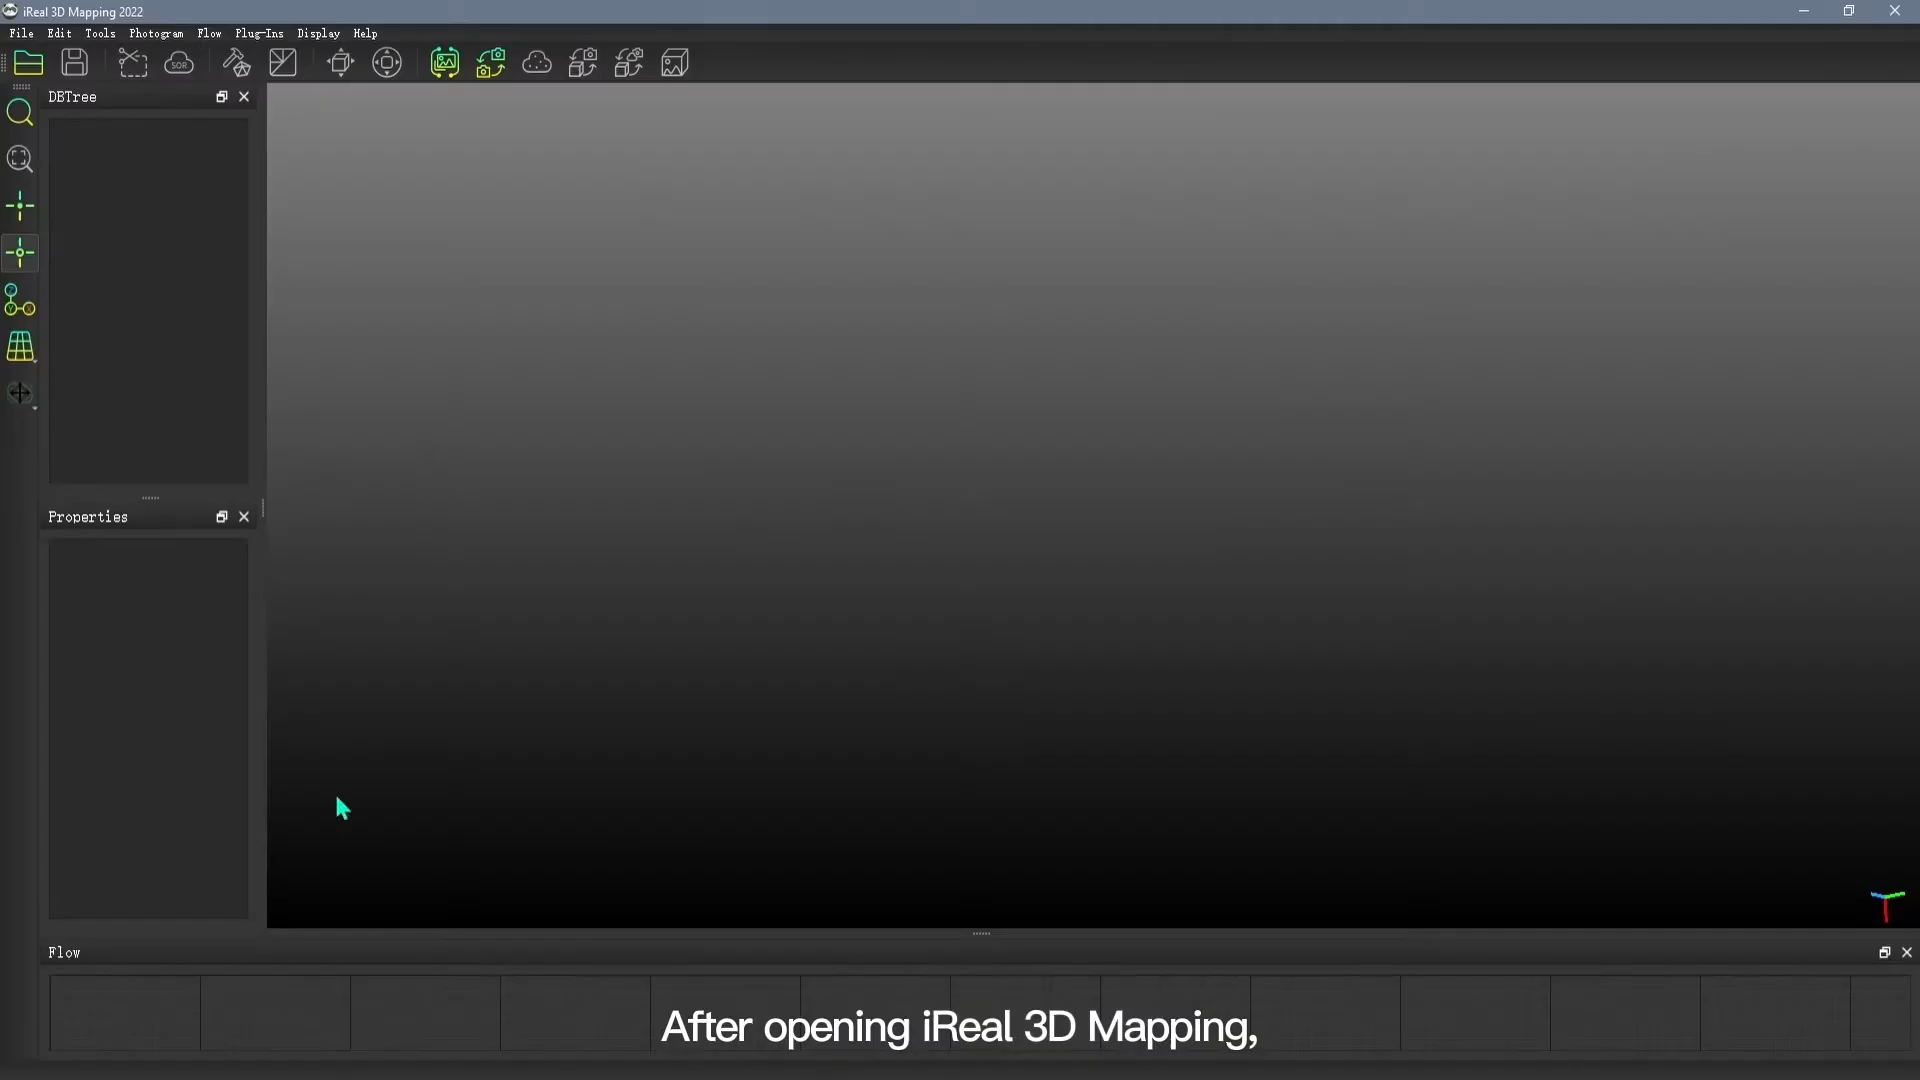 iReal 3D Mapping 2022
File Edit Tools Photogram Flow Plug-Ins Display Help
SOR
DBTree
Z
Y X
Properties
Flow
After opening iReal 3D Mapping,